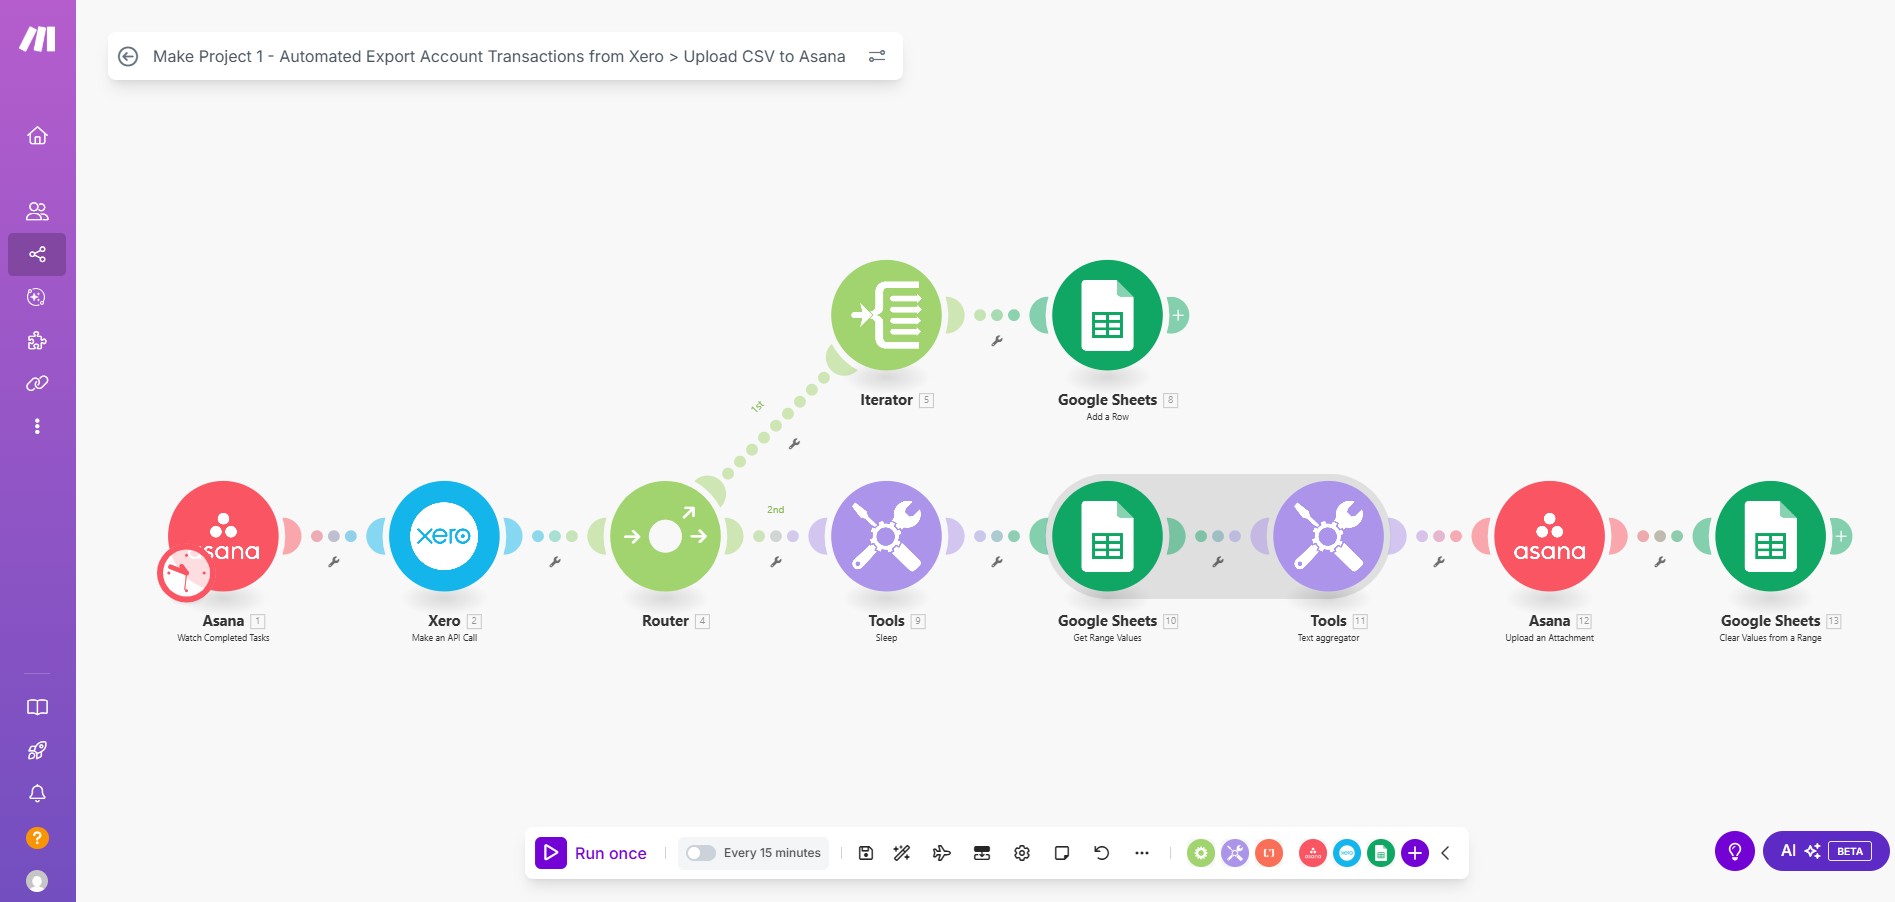 Make Project 1 - Automated Export Account Transactions from Xero > Upload CSV to Asana
1st
Iterator 5
Google Sheets 8
Add a Row
2nd
asana
xero
asana
Asana 1
Watch Completed Tasks
Xero 2
Make an API Call
Router 4
Tools 9
Sleep
Google Sheets 10
Get Range Values
Tools 11
Text aggregator
Asana 12
Upload an Attachment
Google Sheets 13
Clear Values from a Range
Run once
Every 15 minutes
asana
xero
AI BETA